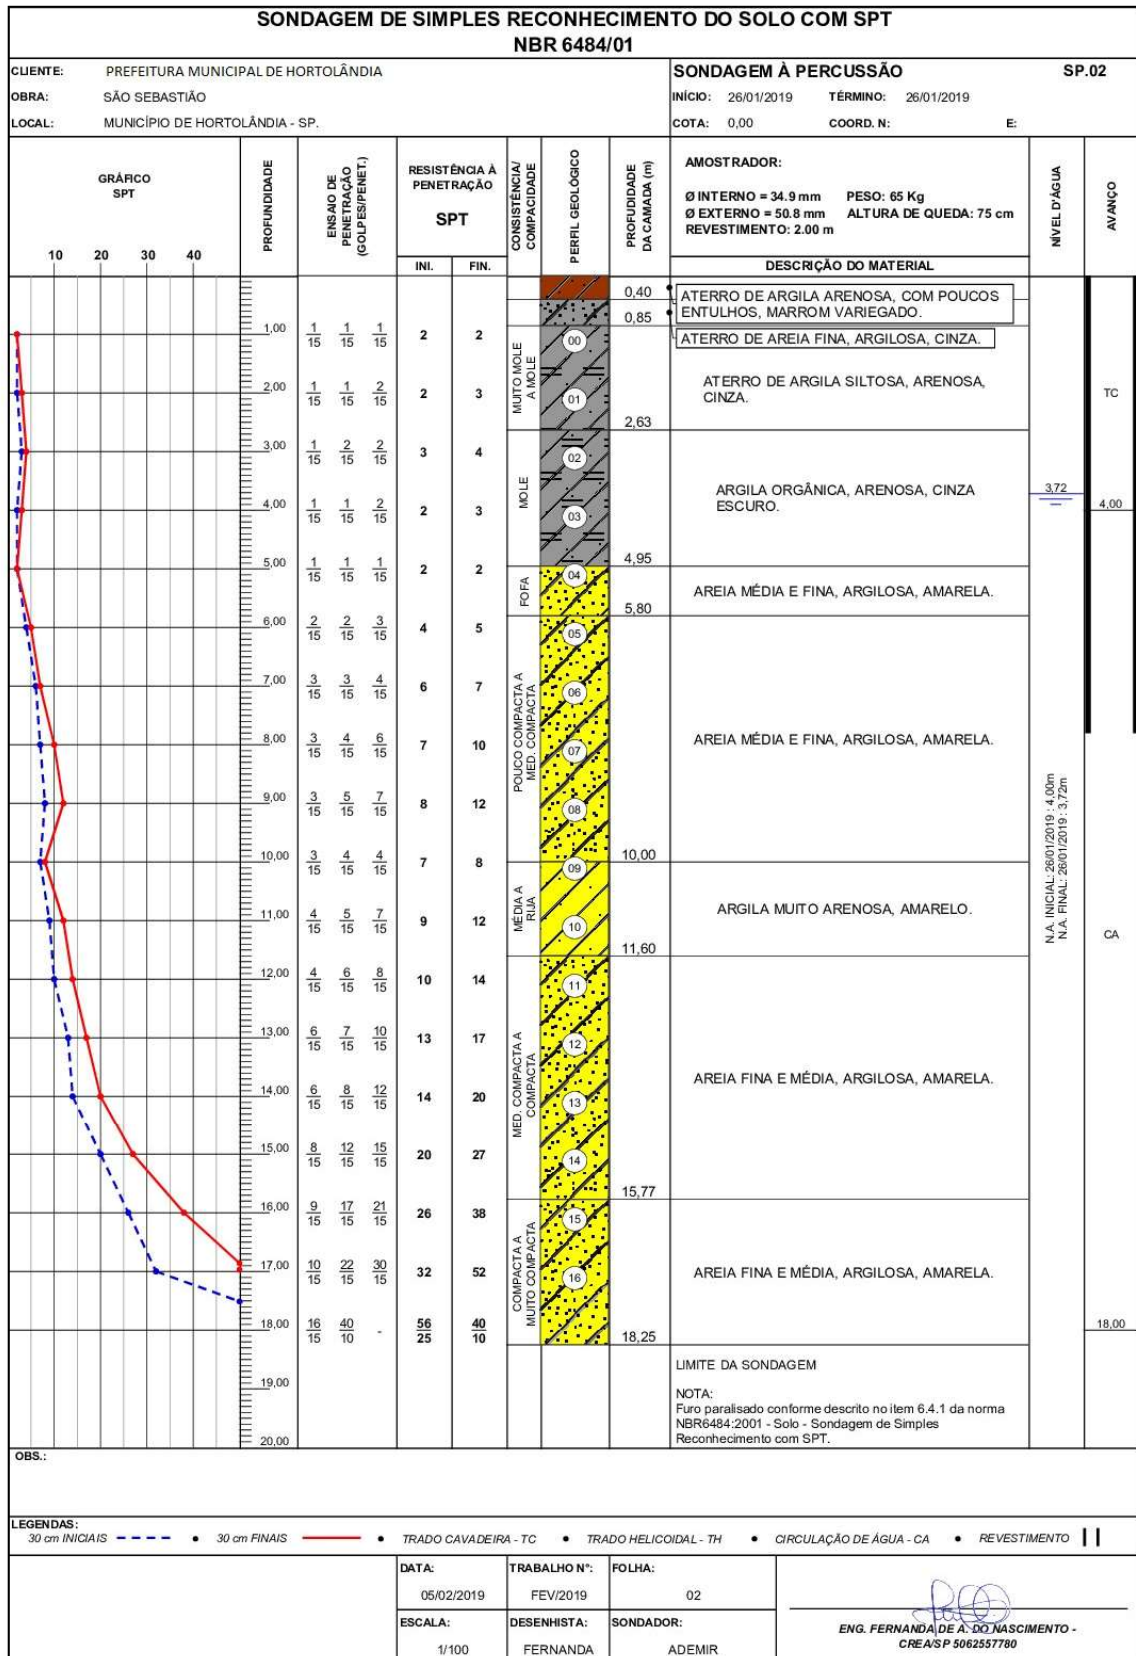 SONDAGEM DE SIMPLES RECONHECIMENTO DO SOLO COM SPT
NBR 6484/01
CLIENTE: PREFEITURA MUNICIPAL DE HORTOLÂNDIA
OBRA: SÃO SEBASTIÃO
LOCAL: MUNICÍPIO DE HORTOLÂNDIA - SP.
SONDAGEM À PERCUSSÃO SP.02
INÍCIO: 26/01/2019 TÉRMINO: 26/01/2019
COTA: 0,00 COORD. N: E:
GRÁFICO
SPT
10 20 30 40
PROFUNDIDADE
ENSAIO DE
PENETRAÇÃO
(GOLPES/PENET.)
RESISTÊNCIA À
PENETRAÇÃO
SPT
INI. FIN.
CONSISTÊNCIA/
COMPACIDADE
PERFIL GEOLÓGICO
PROFUDIDADE
DA CAMADA (m)
AMOSTRADOR:
Ø INTERNO = 34.9 mm PESO: 65 Kg
Ø EXTERNO = 50.8 mm ALTURA DE QUEDA: 75 cm
REVESTIMENTO: 2.00 m
DESCRIÇÃO DO MATERIAL
NÍVEL D'ÁGUA
AVANÇO
1,00 1/15 1/15 1/15 2 2
2,00 1/15 1/15 2/15 2 3
3,00 1/15 2/15 2/15 3 4
4,00 1/15 1/15 2/15 2 3
5,00 1/15 1/15 1/15 2 2
6,00 2/15 2/15 3/15 4 5
7,00 3/15 3/15 4/15 6 7
8,00 3/15 4/15 6/15 7 10
9,00 3/15 5/15 7/15 8 12
10,00 3/15 4/15 4/15 7 8
11,00 4/15 5/15 7/15 9 12
12,00 4/15 6/15 8/15 10 14
13,00 6/15 7/15 10/15 13 17
14,00 6/15 8/15 12/15 14 20
15,00 8/15 12/15 15/15 20 27
16,00 9/15 17/15 21/15 26 38
17,00 10/15 22/15 30/15 32 52
18,00 16/15 40/10 - 56/25 40/10
19,00
20,00
MUITO MOLE
A MOLE
MOLE
FOFA
POUCO COMPACTA A
MED. COMPACTA
MÉDIA A
RIJA
MED. COMPACTA A
COMPACTA
COMPACTA A
MUITO COMPACTA
00
01
02
03
04
05
06
07
08
09
10
11
12
13
14
15
16
0,40
0,85
2,63
4,95
5,80
10,00
11,60
15,77
18,25
ATERRO DE ARGILA ARENOSA, COM POUCOS
ENTULHOS, MARROM VARIEGADO.
ATERRO DE AREIA FINA, ARGILOSA, CINZA.
ATERRO DE ARGILA SILTOSA, ARENOSA,
CINZA.
ARGILA ORGÂNICA, ARENOSA, CINZA
ESCURO.
AREIA MÉDIA E FINA, ARGILOSA, AMARELA.
AREIA MÉDIA E FINA, ARGILOSA, AMARELA.
ARGILA MUITO ARENOSA, AMARELO.
AREIA FINA E MÉDIA, ARGILOSA, AMARELA.
AREIA FINA E MÉDIA, ARGILOSA, AMARELA.
LIMITE DA SONDAGEM
NOTA:
Furo paralisado conforme descrito no item 6.4.1 da norma
NBR6484:2001 - Solo - Sondagem de Simples
Reconhecimento com SPT.
3,72
N.A. INICIAL: 26/01/2019 : 4,00m
N.A. FINAL: 26/01/2019 : 3,72m
TC
4,00
CA
18,00
OBS.:
LEGENDAS:
30 cm INICIAIS • 30 cm FINAIS • TRADO CAVADEIRA - TC • TRADO HELICOIDAL - TH • CIRCULAÇÃO DE ÁGUA - CA • REVESTIMENTO
DATA: TRABALHO N°: FOLHA:
05/02/2019 FEV/2019 02
ESCALA: DESENHISTA: SONDADOR:
1/100 FERNANDA ADEMIR
ENG. FERNANDA DE A. DO NASCIMENTO -
CREA/SP 5062557780